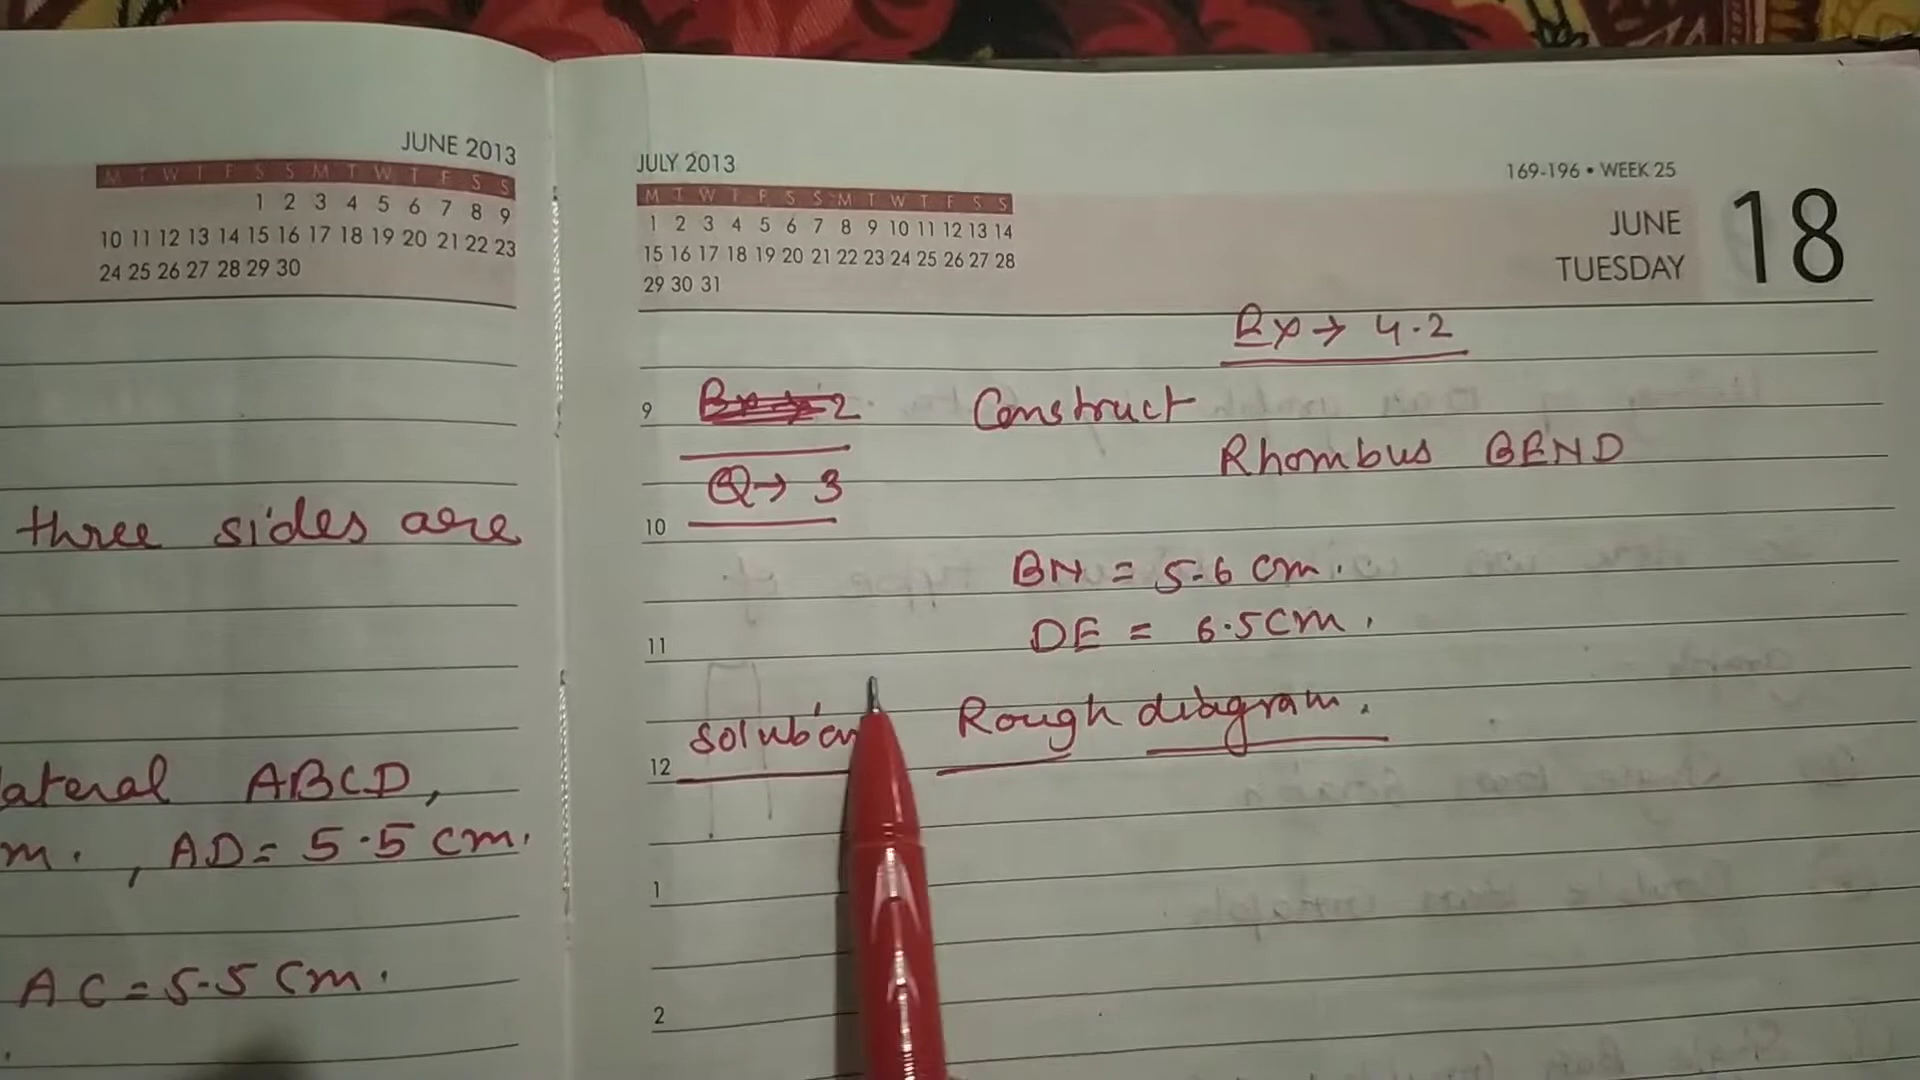 JUNE 2013
M T W T F S S M T W T F S S
1 2 3 4 5 6 7 8 9
10 11 12 13 14 15 16 17 18 19 20 21 22 23
24 25 26 27 28 29 30
three sides are
ateral ABCD,
m. , AD = 5.5 cm.
AC = 5.5 cm.
JULY 2013
M T W T F S S M T W T F S S
1 2 3 4 5 6 7 8 9 10 11 12 13 14
15 16 17 18 19 20 21 22 23 24 25 26 27 28
29 30 31
169-196 • WEEK 25
JUNE
TUESDAY
18
Ex → 4.2
9 Construct
Rhombus BEND
Q → 3
10
BN = 5.6 cm.
DE = 6.5 cm.
11
Rough diagram.
12
1
2